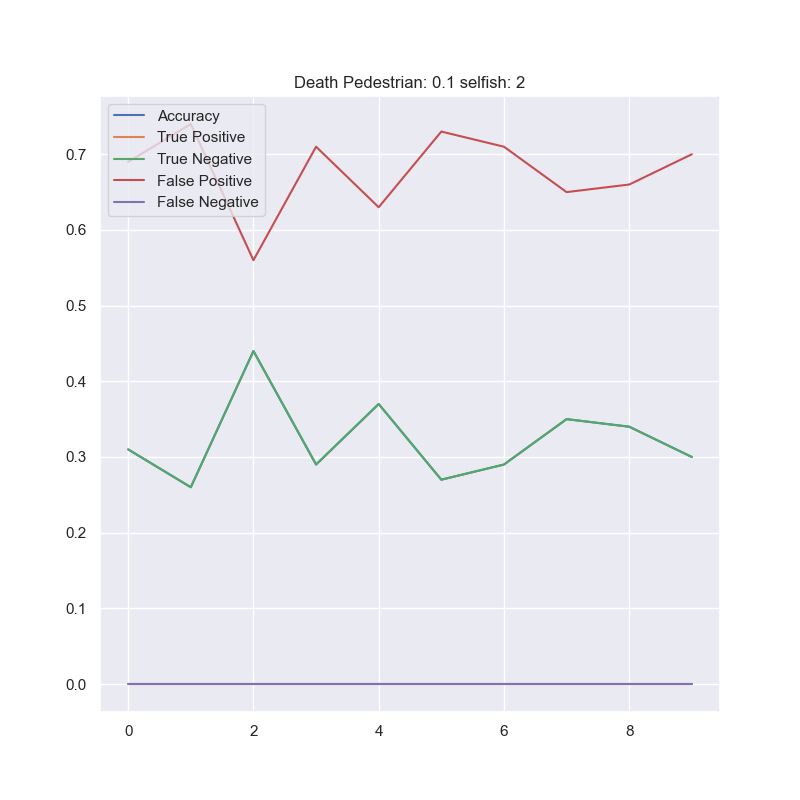 Death Pedestrian: 0.1 selfish: 2
Accuracy
True Positive
True Negative
False Positive
False Negative
0.7
0.6
0.5
0.4
0.3
0.2
0.1
0.0
0 2 4 6 8